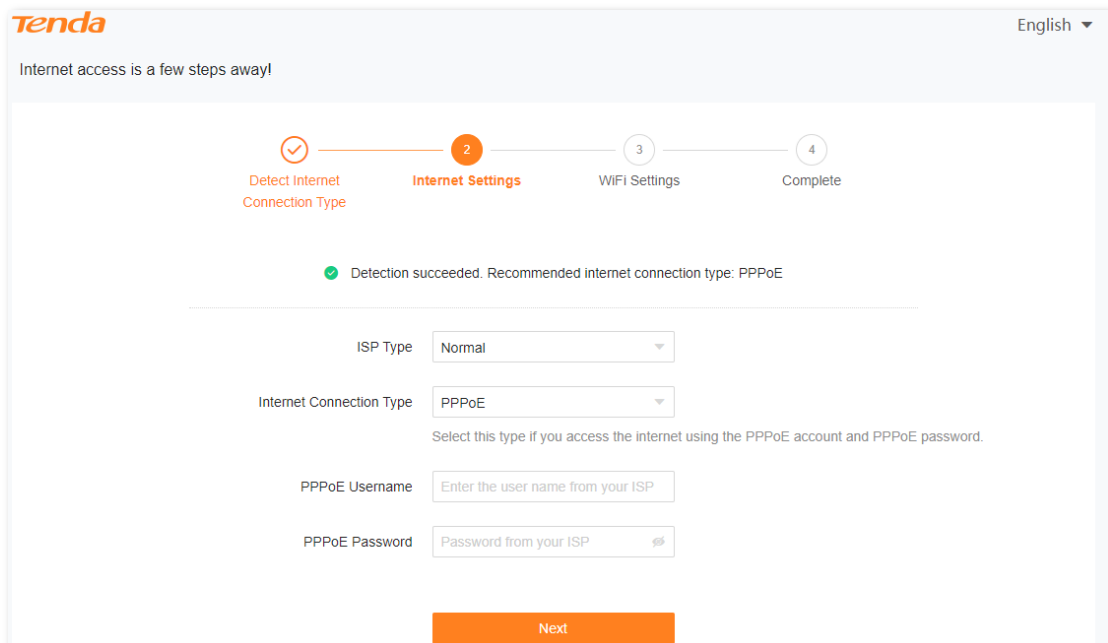 Tenda
English
Internet access is a few steps away!
2
3
4
Detect Internet
Connection Type
Internet Settings
WiFi Settings
Complete
Detection succeeded. Recommended internet connection type: PPPoE
ISP Type
Normal
Internet Connection Type
PPPoE
Select this type if you access the internet using the PPPoE account and PPPoE password.
PPPoE Username
Enter the user name from your ISP
PPPoE Password
Password from your ISP
Next